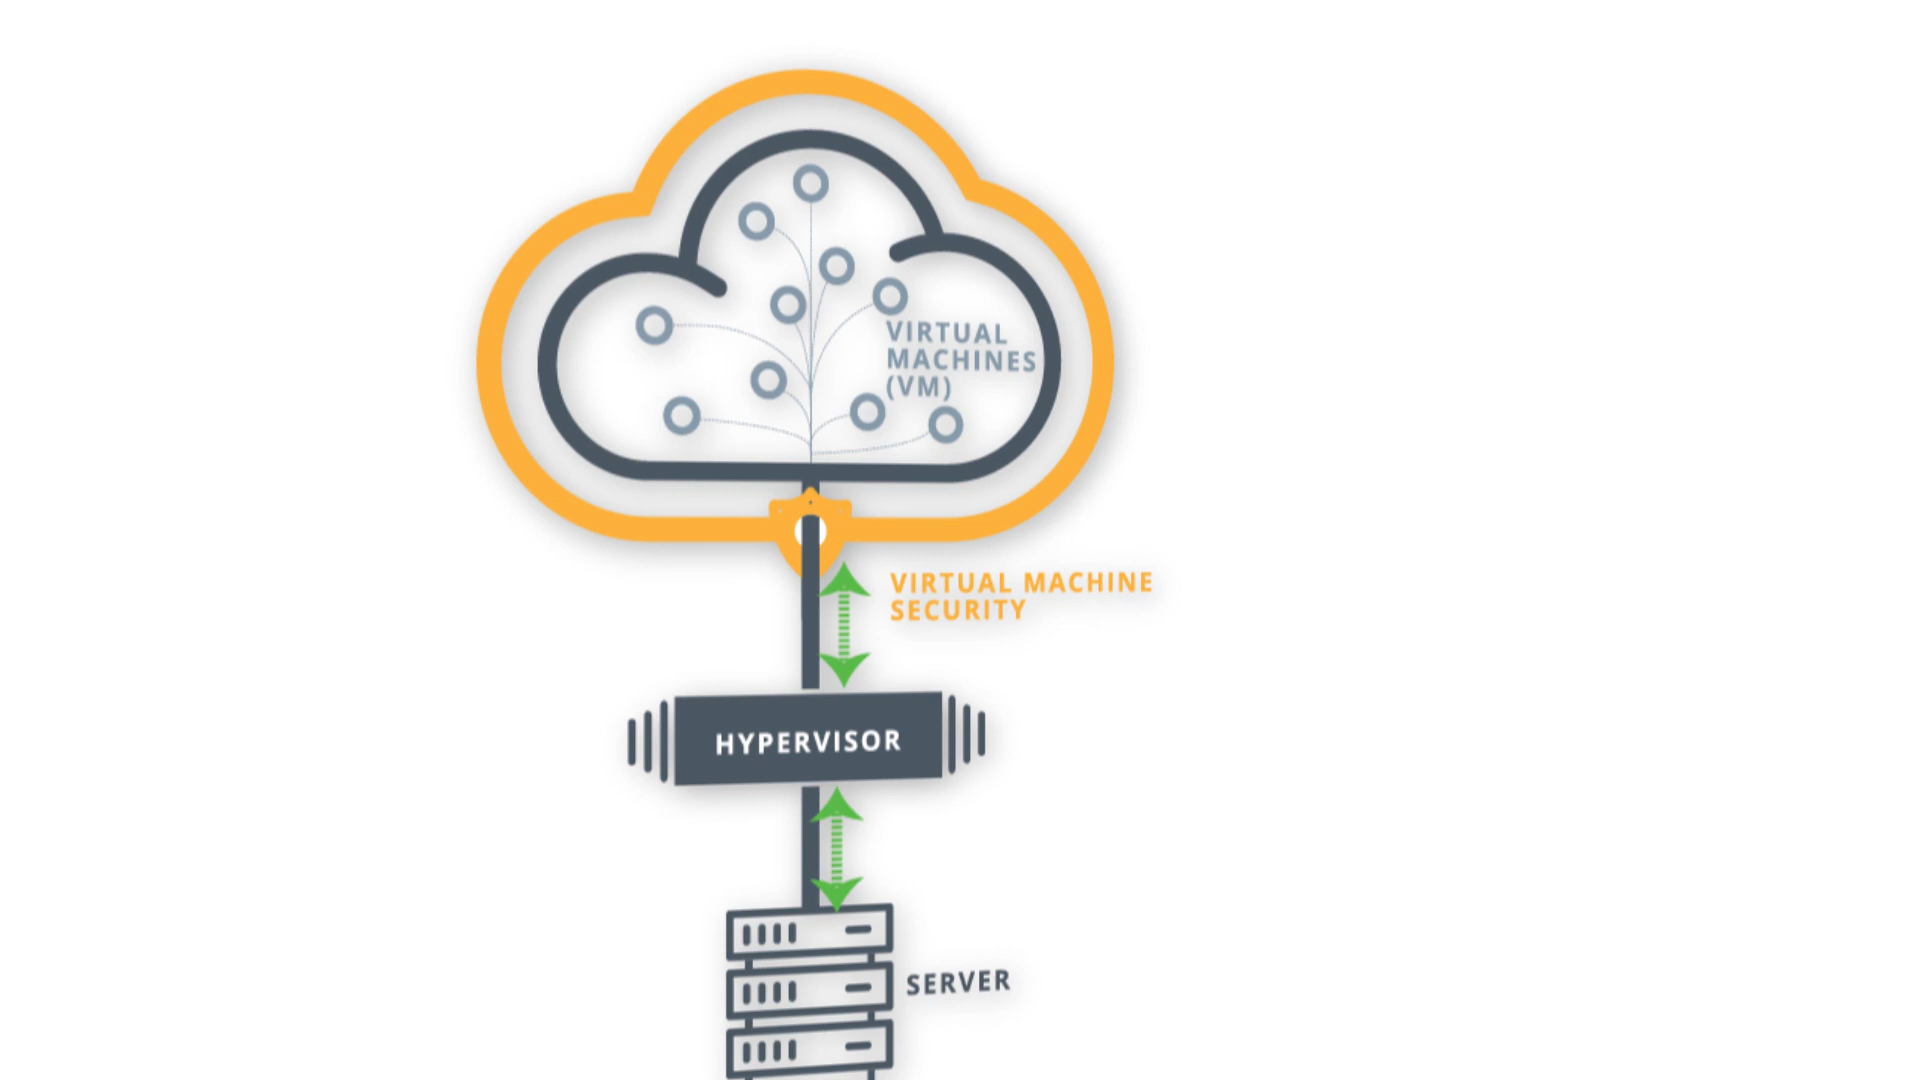 VIRTUAL
MACHINES
(VM)
VIRTUAL MACHINE
SECURITY
HYPERVISOR
SERVER